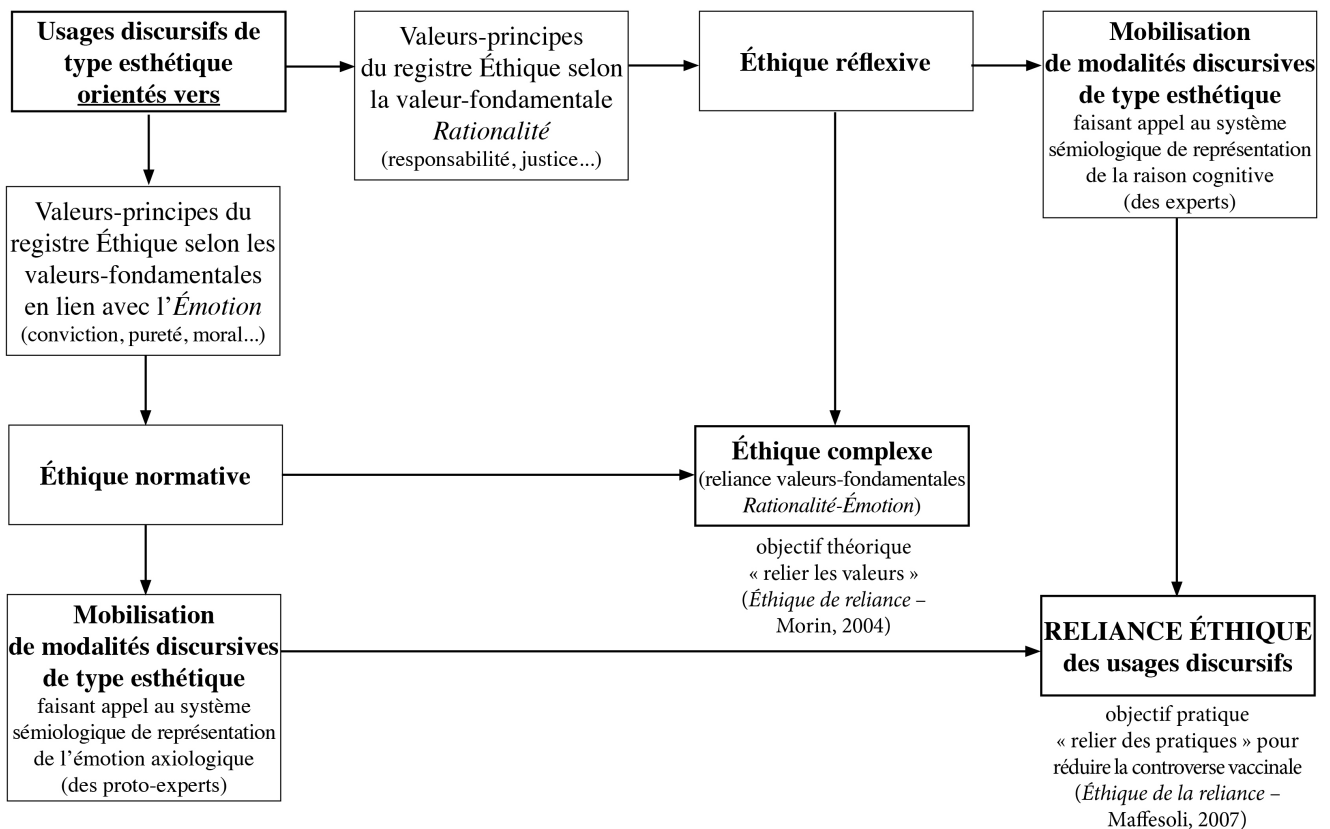 Usages discursifs de
type esthétique
orientés vers
Valeurs-principes
du registre Éthique selon
la valeur-fondamentale
Rationalité
(responsabilité, justice...)
Éthique réflexive
Mobilisation
de modalités discursives
de type esthétique
faisant appel au système
sémiologique de représentation
de la raison cognitive
(des experts)
Valeurs-principes du
registre Éthique selon les
valeurs-fondamentales
en lien avec l’Émotion
(conviction, pureté, moral...)
Éthique normative
Éthique complexe
(reliance valeurs-fondamentales
Rationalité-Émotion)
objectif théorique
« relier les valeurs »
(Éthique de reliance –
Morin, 2004)
Mobilisation
de modalités discursives
de type esthétique
faisant appel au système
sémiologique de représentation
de l’émotion axiologique
(des proto-experts)
RELIANCE ÉTHIQUE
des usages discursifs
objectif pratique
« relier des pratiques » pour
réduire la controverse vaccinale
(Éthique de la reliance –
Maffesoli, 2007)